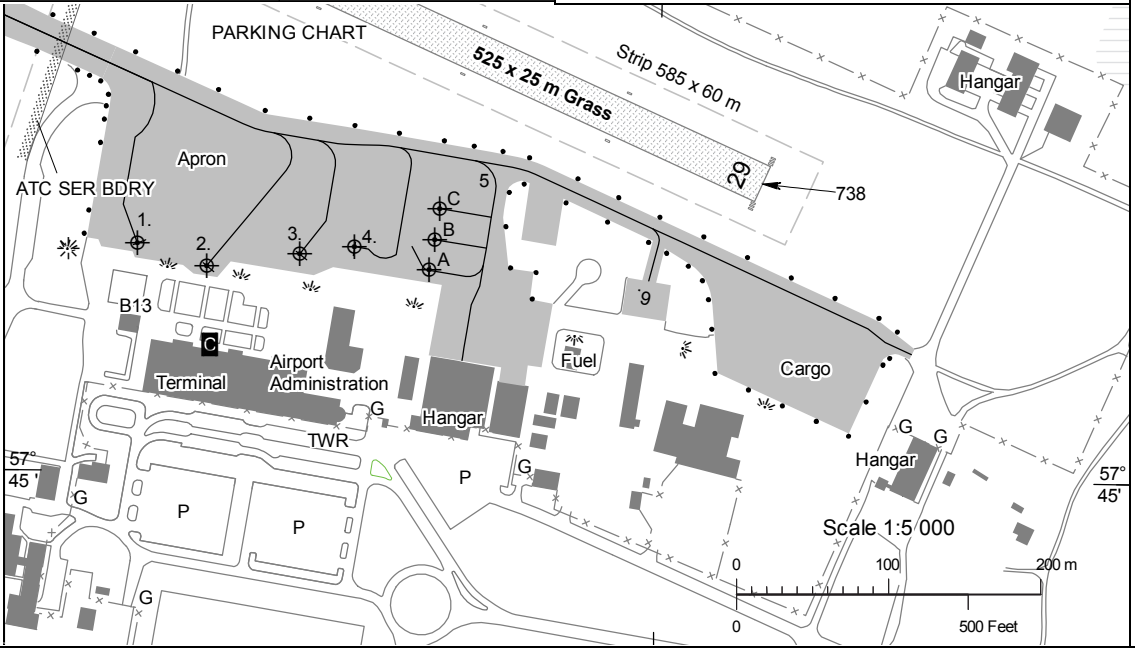 PARKING CHART
Strip 585 x 60 m
525 x 25 m Grass
Hangar
29
738
Apron
ATC SER BDRY
5
C
B
A
1.
2.
3.
4.
6.
B13
C
Terminal
Airport
Administration
Fuel
Cargo
G
Hangar
TWR
G
G
Hangar
57°
45 '
G
P
G
P
P
57°
45'
Scale 1:5 000
0
100
200 m
0
500 Feet
G